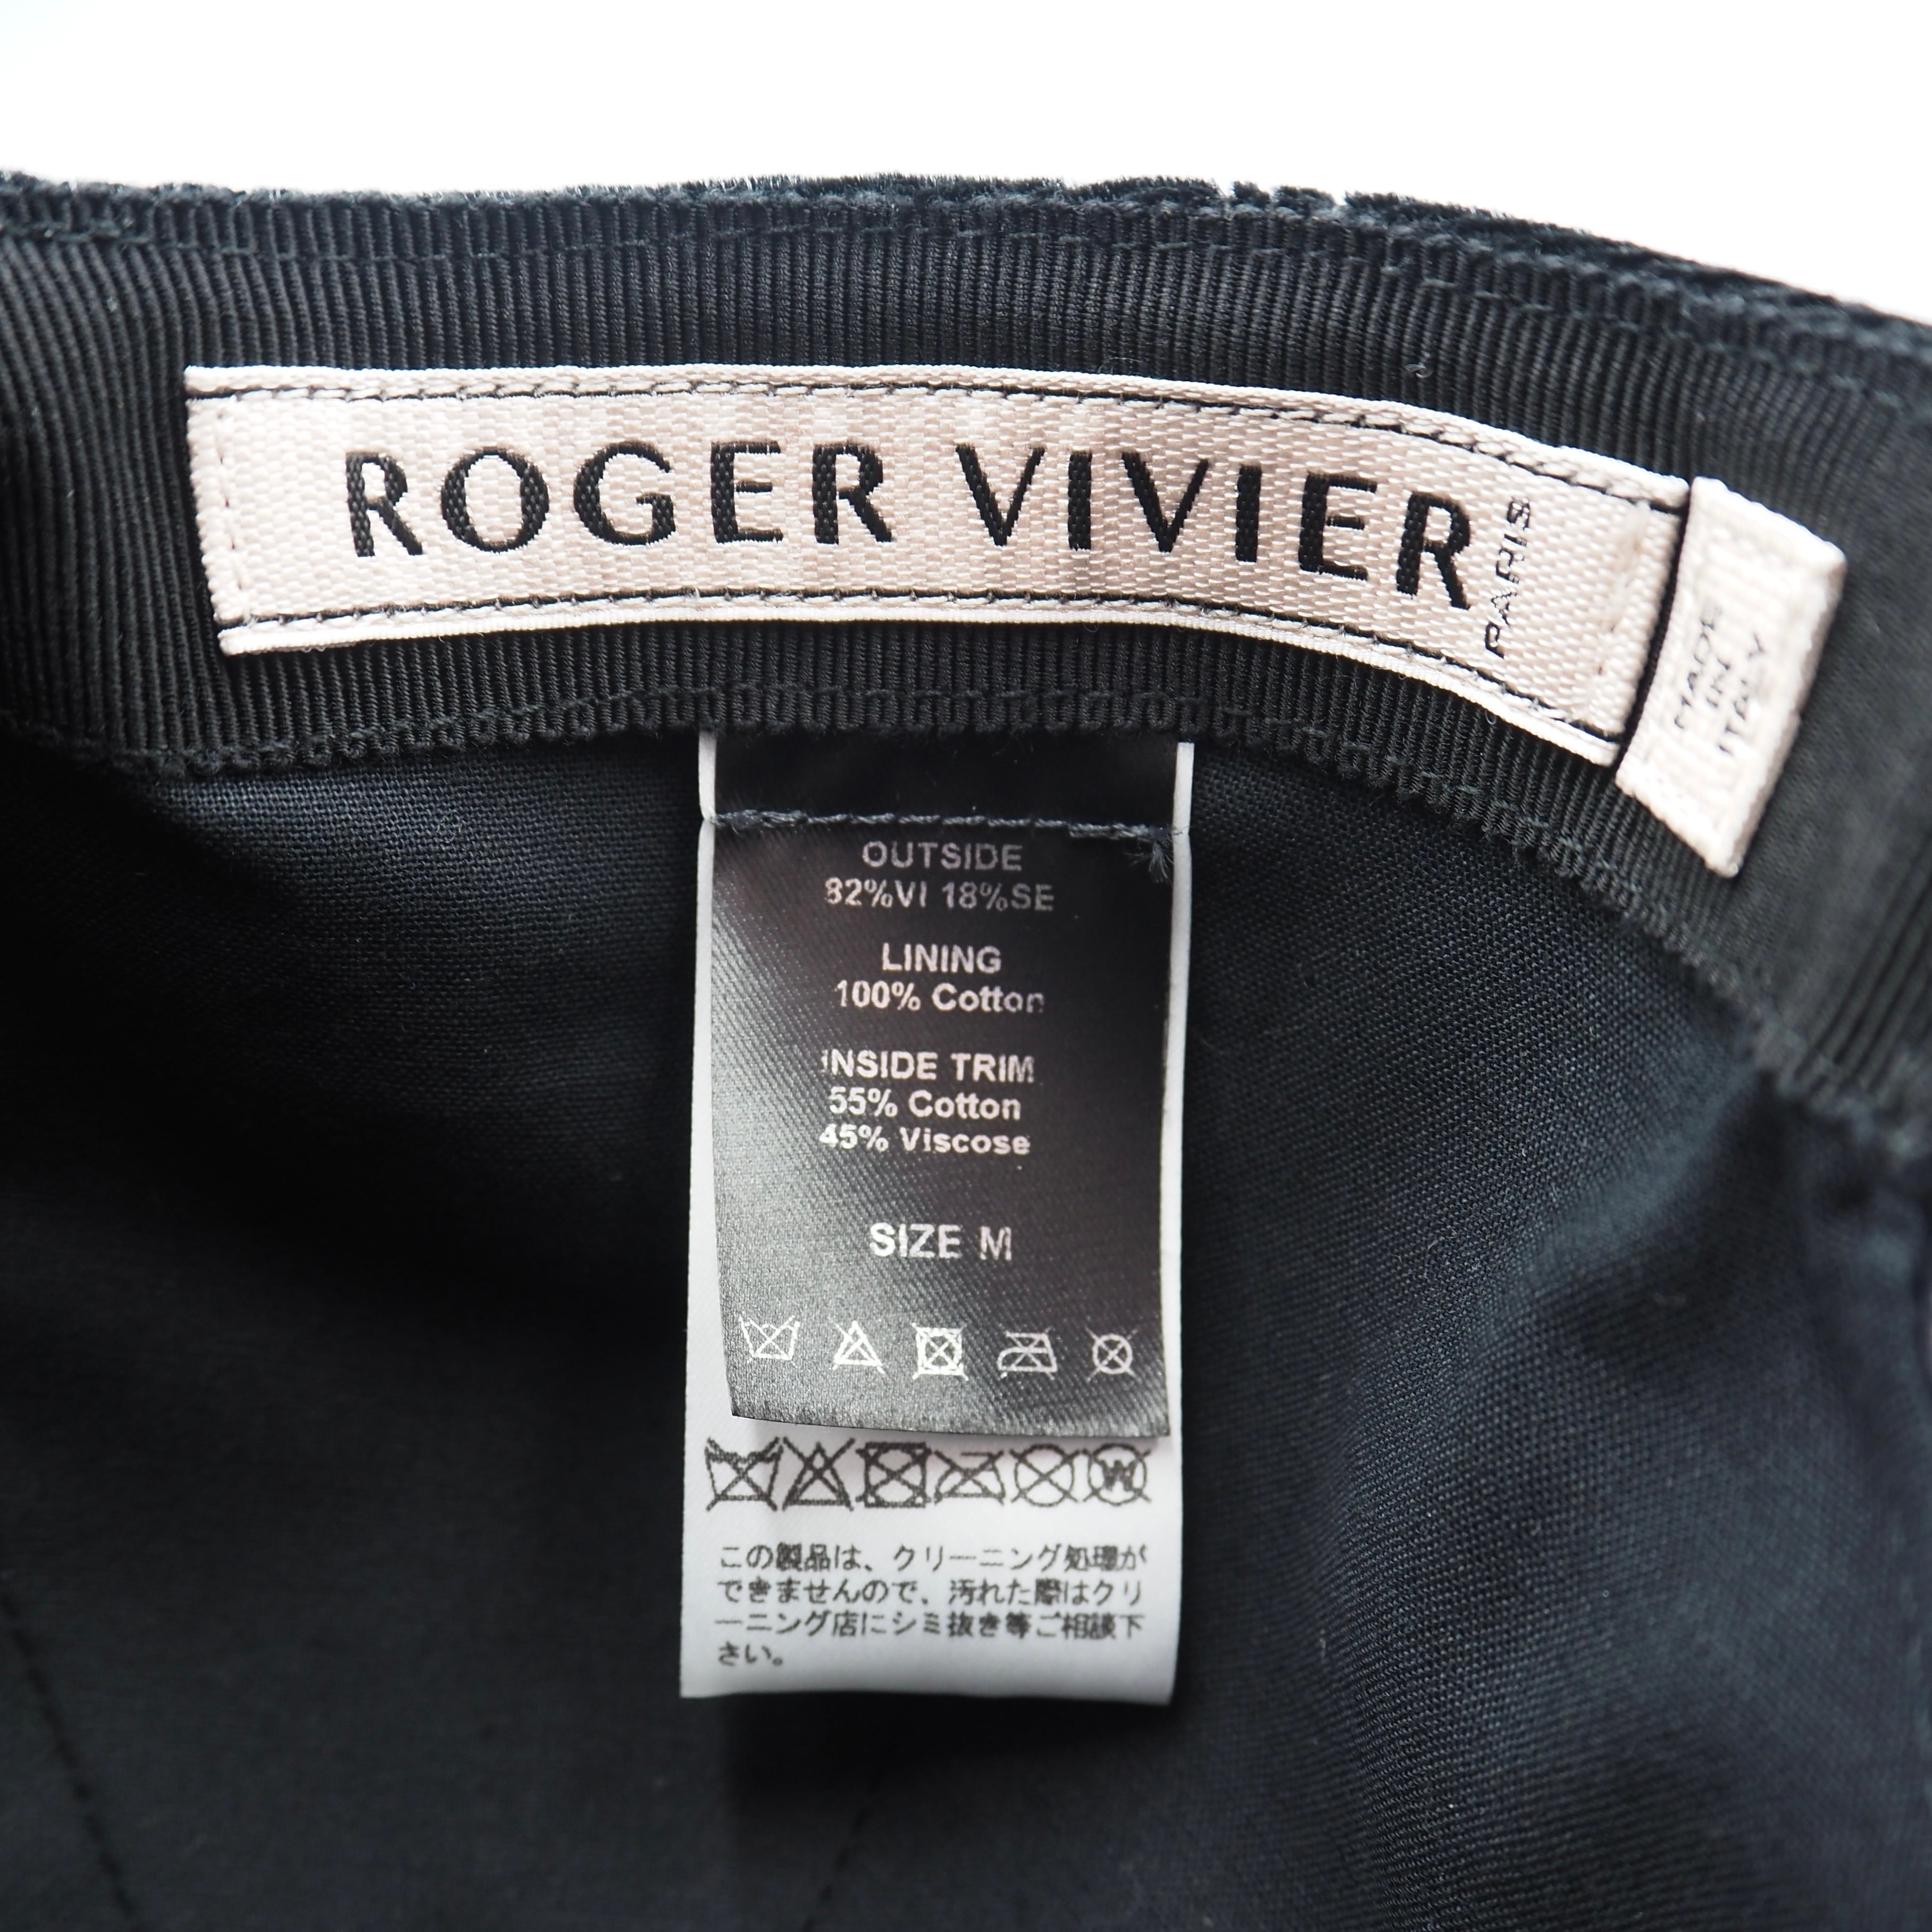 ROGER VIVIER
PARIS
MADE
IN
ITALY
OUTSIDE
82%VI 18%SE
LINING
100% Cotton
INSIDE TRIM
55% Cotton
45% Viscose
SIZE M
W
この製品は、クリーニング処理が
できませんので、汚れた際はクリ
ーニング店にシミ抜き等ご相談下
さい。